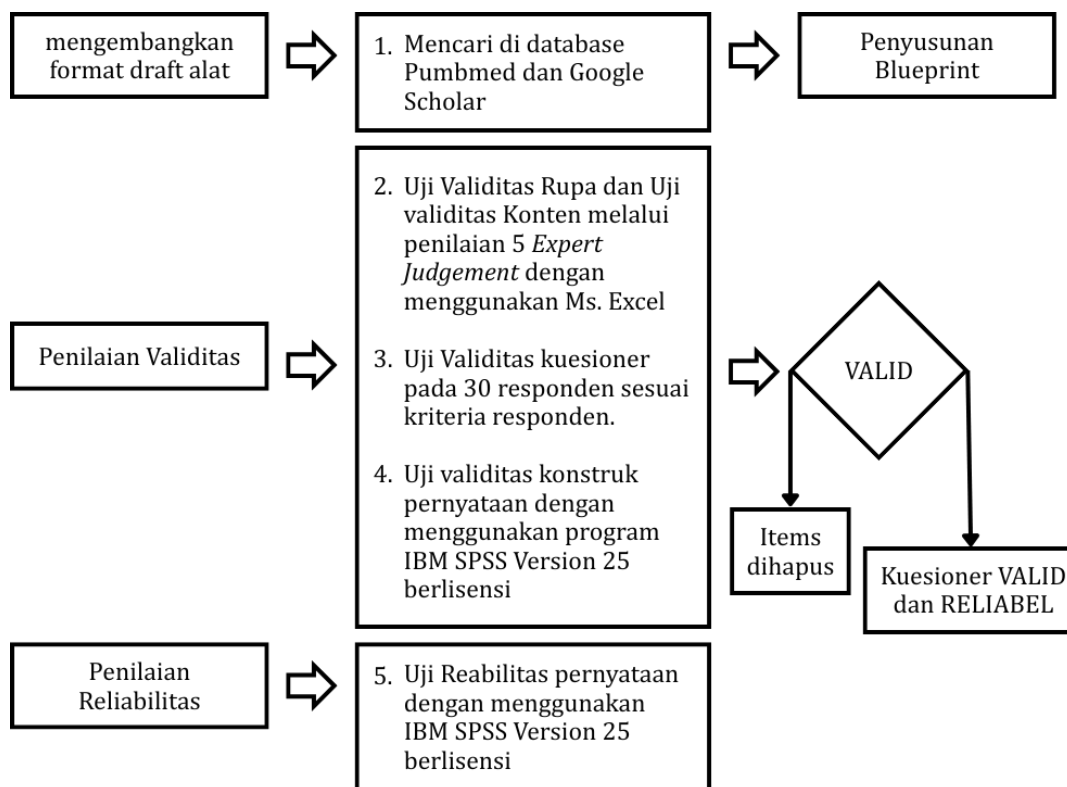 mengembangkan
format draft alat
1. Mencari di database
Pumbmed dan Google
Scholar
Penyusunan
Blueprint
Penilaian Validitas
2. Uji Validitas Rupa dan Uji
validitas Konten melalui
penilaian 5 Expert
Judgement dengan
menggunakan Ms. Excel
3. Uji Validitas kuesioner
pada 30 responden sesuai
kriteria responden.
4. Uji validitas konstruk
pernyataan dengan
menggunakan program
IBM SPSS Version 25
berlisensi
VALID
Items
dihapus
Kuesioner VALID
dan RELIABEL
Penilaian
Reliabilitas
5. Uji Reabilitas pernyataan
dengan menggunakan
IBM SPSS Version 25
berlisensi